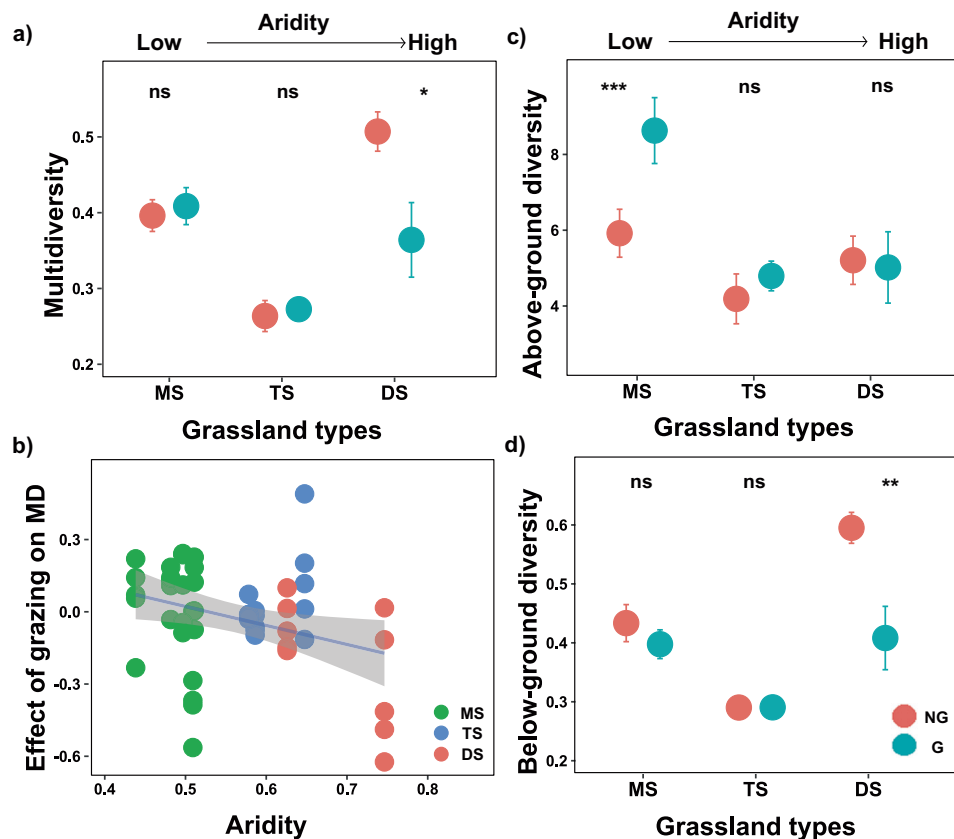 a)
Aridity
Low
High
ns
ns
*
0.5
0.4
0.3
0.2
Multidiversity
MS
TS
DS
Grassland types
c)
Aridity
Low
High
***
ns
ns
8
6
4
Above-ground diversity
MS
TS
DS
Grassland types
b)
0.3
0.0
-0.3
-0.6
Effect of grazing on MD
MS
TS
DS
0.4
0.5
0.6
0.7
0.8
Aridity
d)
ns
ns
**
0.6
0.5
0.4
0.3
0.2
Below-ground diversity
NG
G
MS
TS
DS
Grassland types